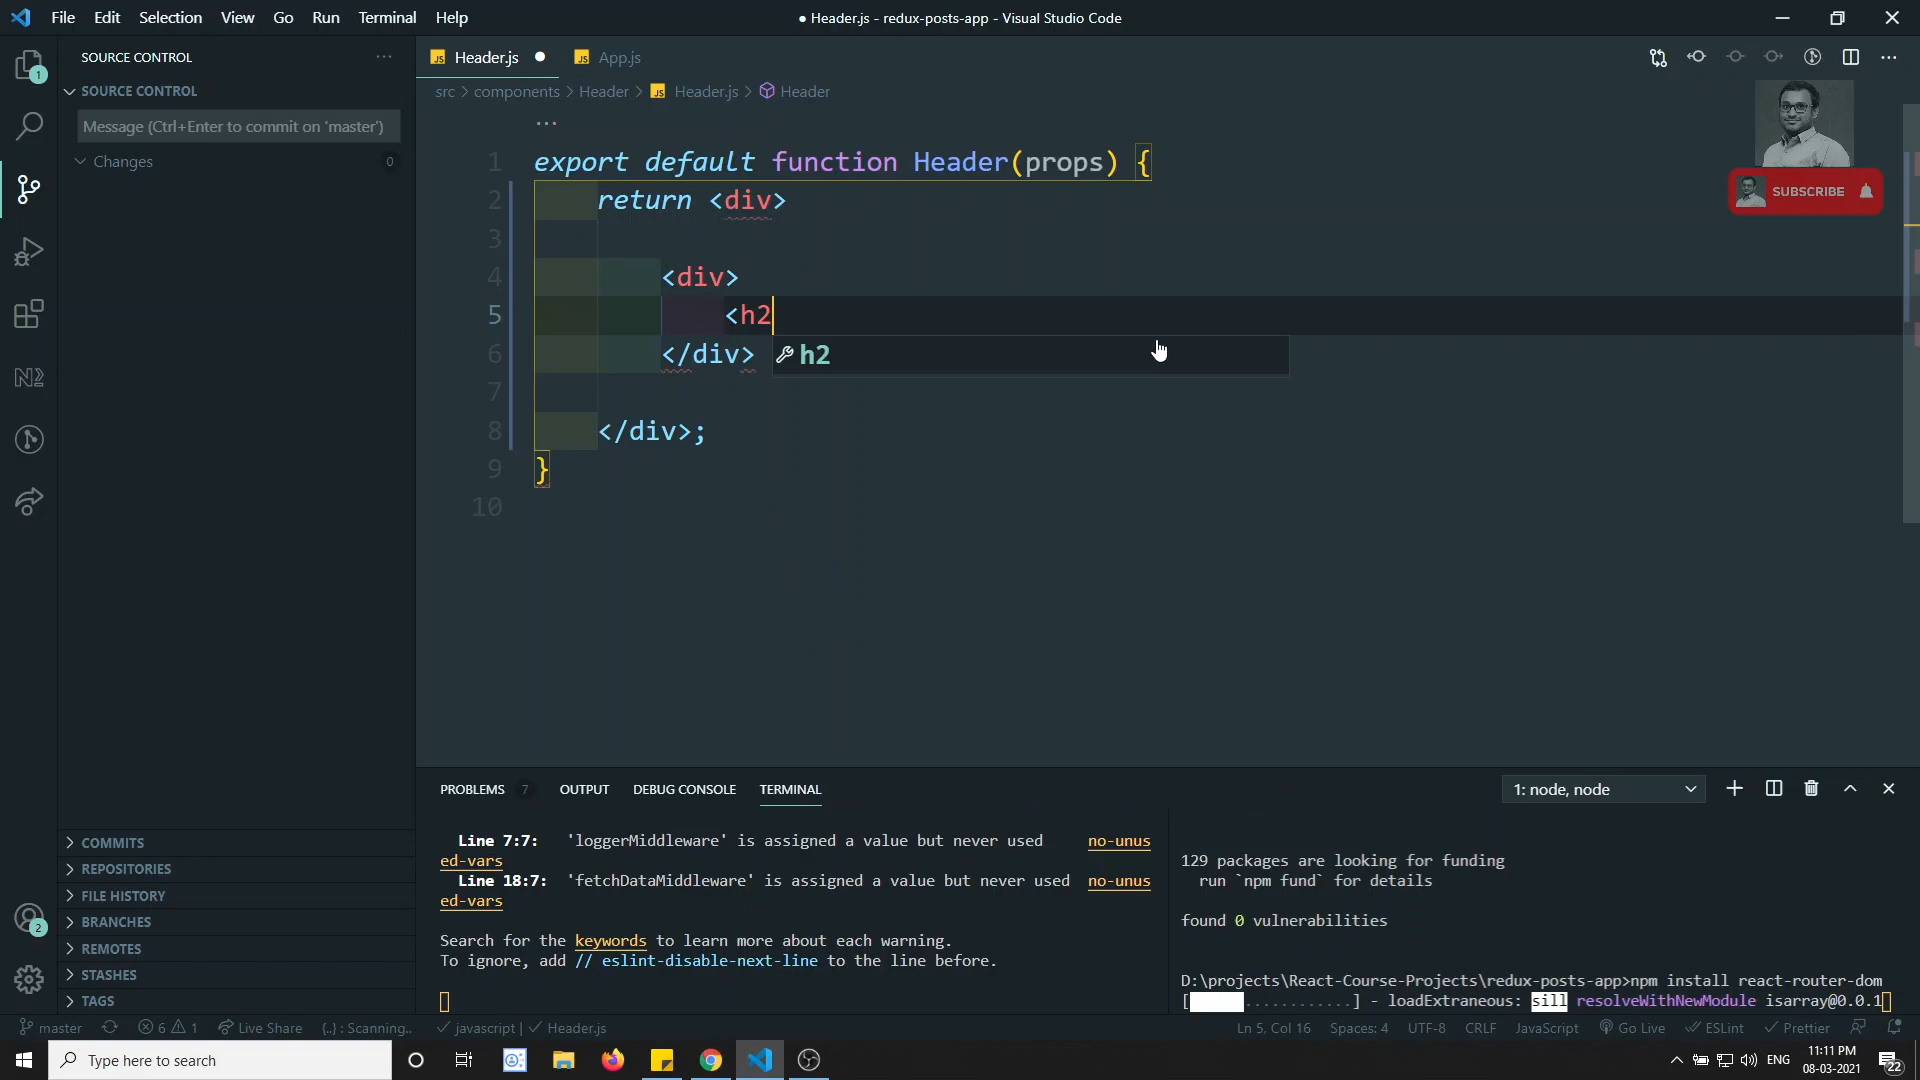 File Edit Selection View Go Run Terminal Help
● Header.js - redux-posts-app - Visual Studio Code
SOURCE CONTROL
SOURCE CONTROL
Message (Ctrl+Enter to commit on 'master')
Changes 0
1
2
COMMITS
REPOSITORIES
FILE HISTORY
BRANCHES
REMOTES
STASHES
TAGS
JS Header.js ●
JS App.js
src > components > Header > JS Header.js > Header
SUBSCRIBE
...
1 export default function Header(props) {
2 return <div>
3
4 <div>
5 <h2
h2
6 </div>
7
8 </div>;
9 }
10
PROBLEMS 7 OUTPUT DEBUG CONSOLE TERMINAL
1: node, node
Line 7:7: 'loggerMiddleware' is assigned a value but never used no-unus
ed-vars
Line 18:7: 'fetchDataMiddleware' is assigned a value but never used no-unus
ed-vars
Search for the keywords to learn more about each warning.
To ignore, add // eslint-disable-next-line to the line before.
129 packages are looking for funding
run `npm fund` for details
found 0 vulnerabilities
D:\projects\React-Course-Projects\redux-posts-app>npm install react-router-dom
[ ............] - loadExtraneous: sill resolveWithNewModule isarray@0.0.1
master 6 1 Live Share {..} : Scanning.. javascript | Header.js
Ln 5, Col 16 Spaces: 4 UTF-8 CRLF JavaScript Go Live ESLint Prettier
Type here to search
ENG
11:11 PM
08-03-2021
22